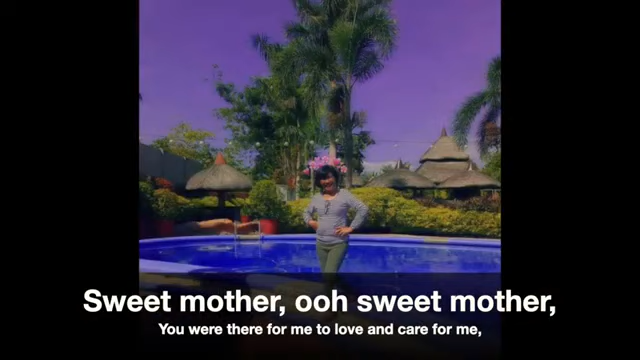 Sweet mother, ooh sweet mother,
You were there for me to love and care for me,